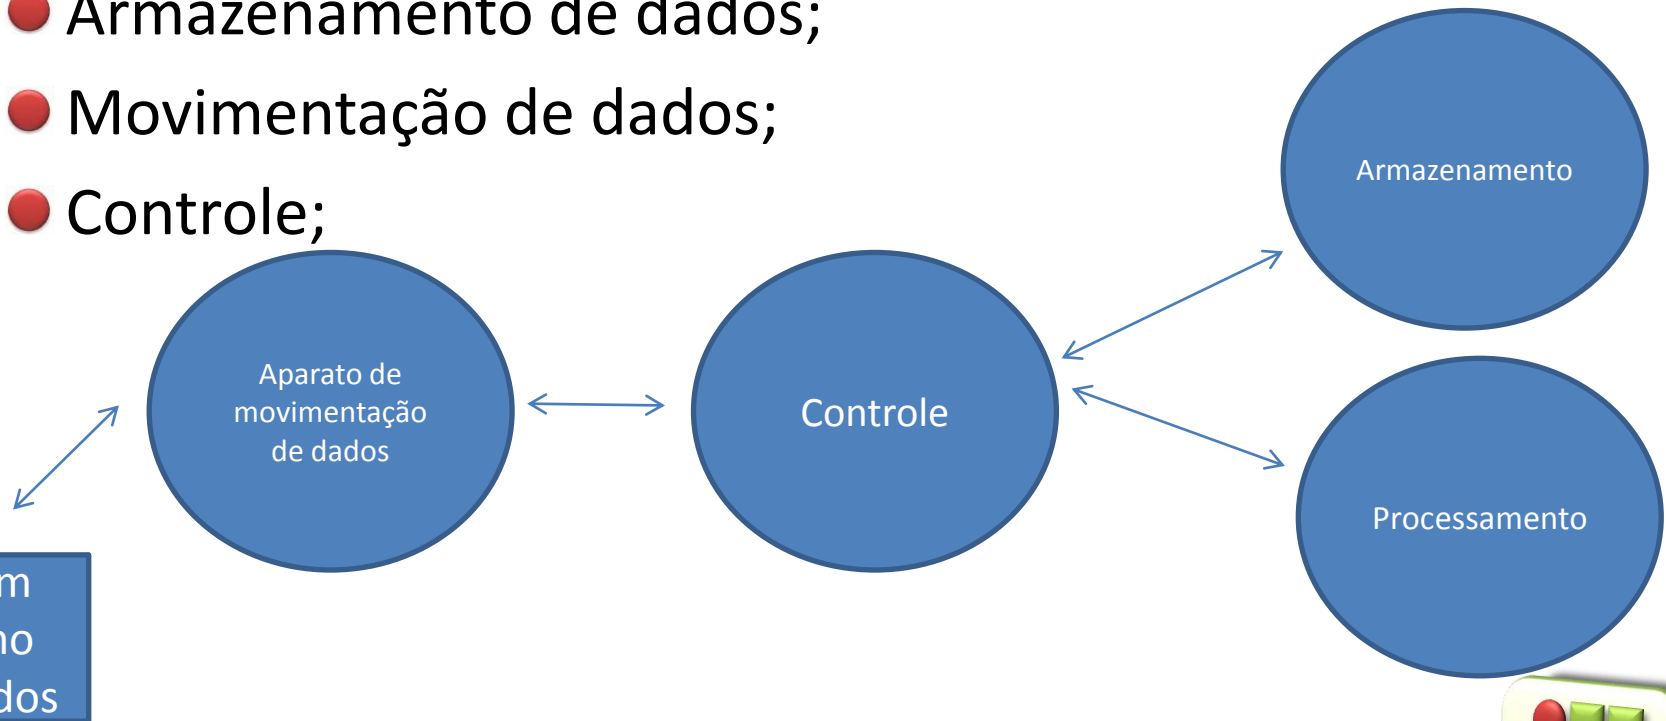 Armazenamento de dados;
Movimentação de dados;
Controle;
Armazenamento
Aparato de
movimentação
de dados
Controle
Processamento